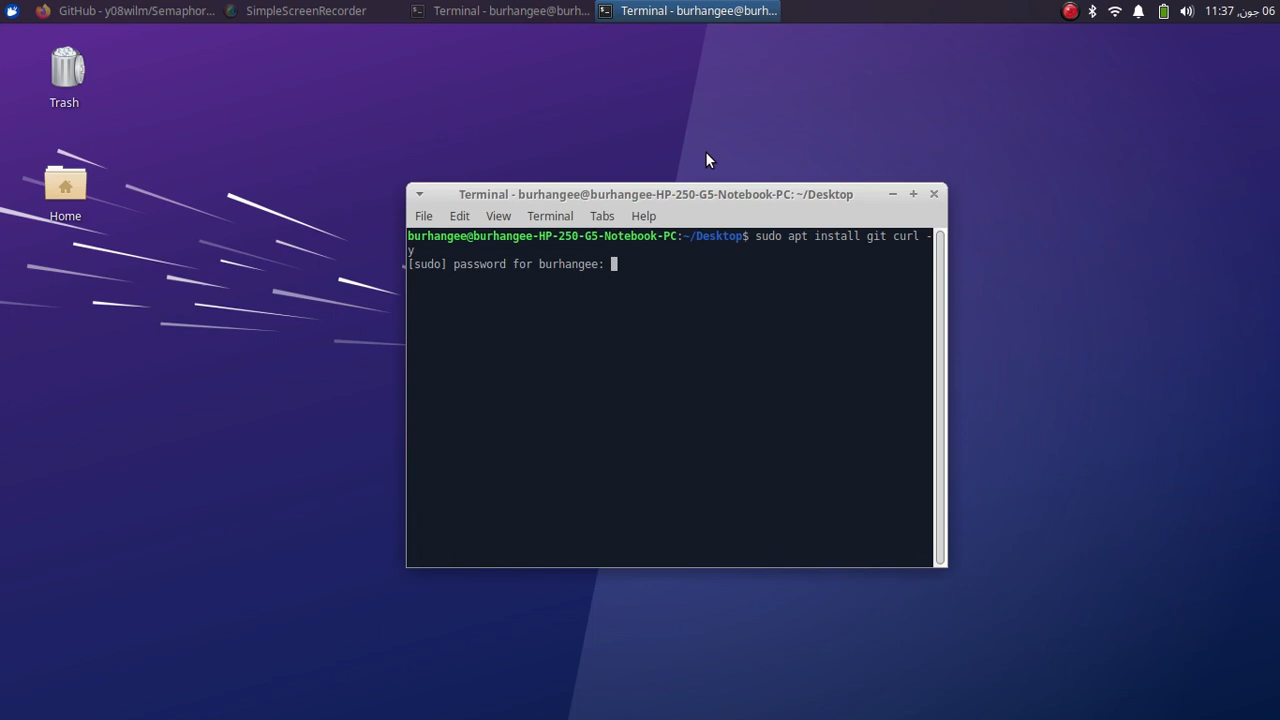 GitHub - y08wilm/Semaphor...
SimpleScreenRecorder
Terminal - burhangee@burh...
Terminal - burhangee@burh...
06 جون, 11:37
Trash
Home
Terminal - burhangee@burhangee-HP-250-G5-Notebook-PC: ~/Desktop
File Edit View Terminal Tabs Help
burhangee@burhangee-HP-250-G5-Notebook-PC:~/Desktop$ sudo apt install git curl -
y
[sudo] password for burhangee: